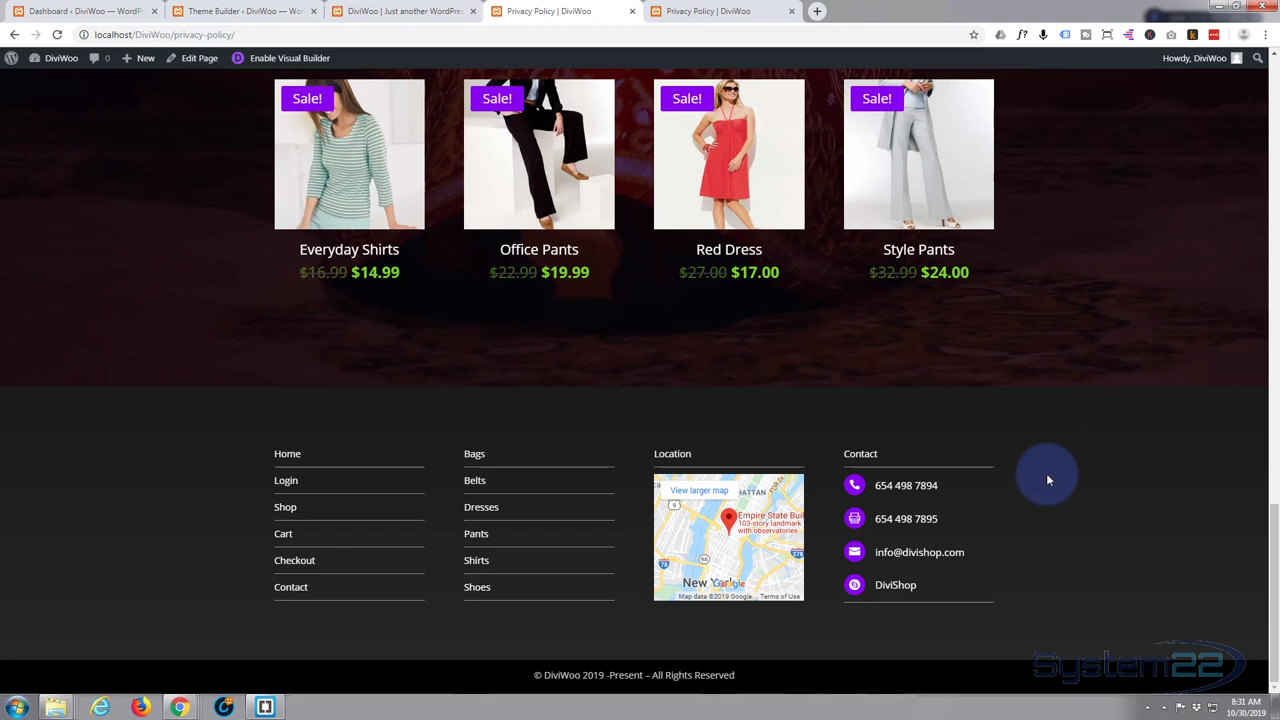 Dashboard ‹ DiviWoo — WordP
Theme Builder ‹ DiviWoo — Wo
DiviWoo | Just another WordPres
Privacy Policy | DiviWoo
Privacy Policy | DiviWoo
localhost/DiviWoo/privacy-policy/
DiviWoo
0
New
Edit Page
Enable Visual Builder
Howdy, DiviWoo
Sale!
Sale!
Sale!
Sale!
Everyday Shirts
Office Pants
Red Dress
Style Pants
$16.99 $14.99
$22.99 $19.99
$27.00 $17.00
$32.99 $24.00
Home
Login
Shop
Cart
Checkout
Contact
Bags
Belts
Dresses
Pants
Shirts
Shoes
Location
View larger map
HATTAN
9
Empire State Buil
103-story landmark
with observatories
9A
278
New York
Google
Map data ©2019 Google
Terms of Use
Contact
654 498 7894
654 498 7895
info@divishop.com
DiviShop
© DiviWoo 2019 -Present – All Rights Reserved
System22
8:31 AM
10/30/2019